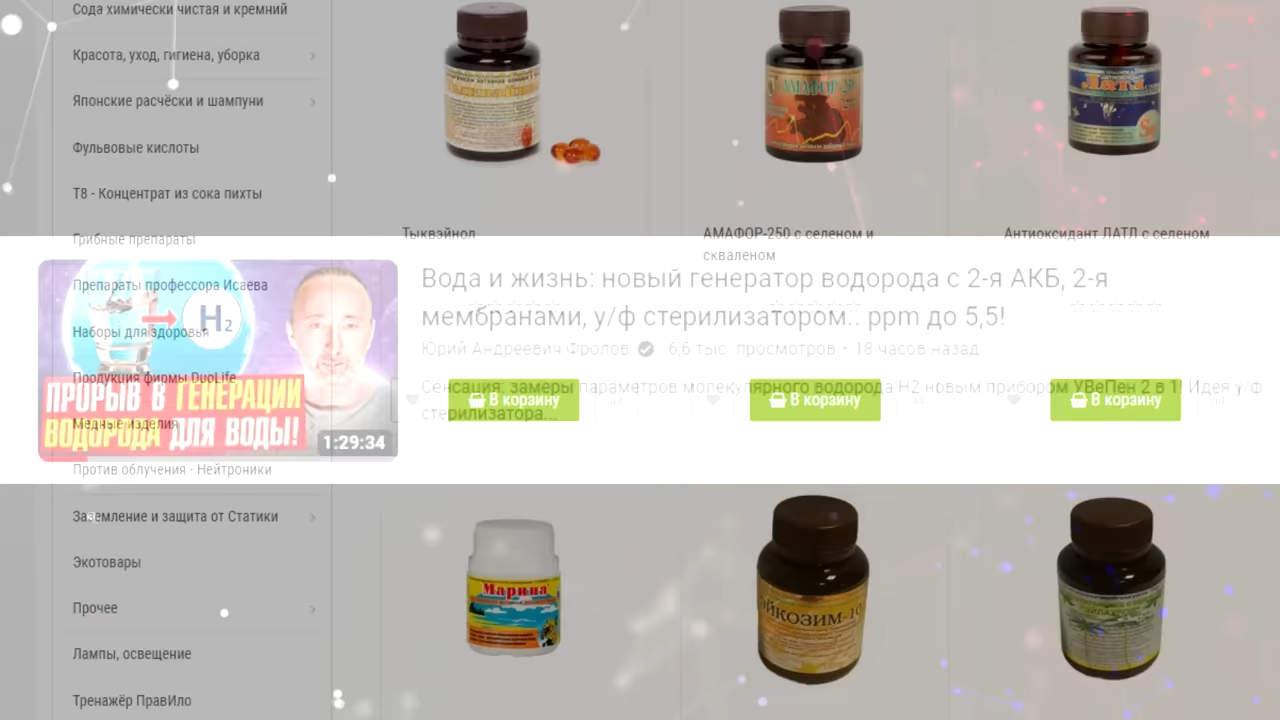 Сода химически чистая и кремний
Красота, уход, гигиена, уборка
Японские расчёски и шампуни
Фульвовые кислоты
Т8 - Концентрат из сока пихты
Грибные препараты
Препараты профессора Исаева
Наборы для здоровья
Продукция фирмы DuoLife
Медные изделия
Против облучения - Нейтроники
Заземление и защита от Статики
Экотовары
Прочее
Лампы, освещение
Тренажёр ПравИло
Тыквэйнол
АМАФОР-250 с селеном и
скваленом
Антиоксидант ЛАТЛ с селеном
H2
ПРОРЫВ В ГЕНЕРАЦИИ
ВОДОРОДА ДЛЯ ВОДЫ!
1:29:34
Вода и жизнь: новый генератор водорода с 2-я АКБ, 2-я
мембранами, у/ф стерилизатором.. ppm до 5,5!
Юрий Андреевич Фролов 6,6 тыс. просмотров • 18 часов назад
Сенсация: замеры параметров молекулярного водорода Н2 новым прибором УВеПен 2 в 1! Идея у/ф
стерилизатора...
В корзину
В корзину
В корзину
Марина
ЭЙКОЗИМ-10